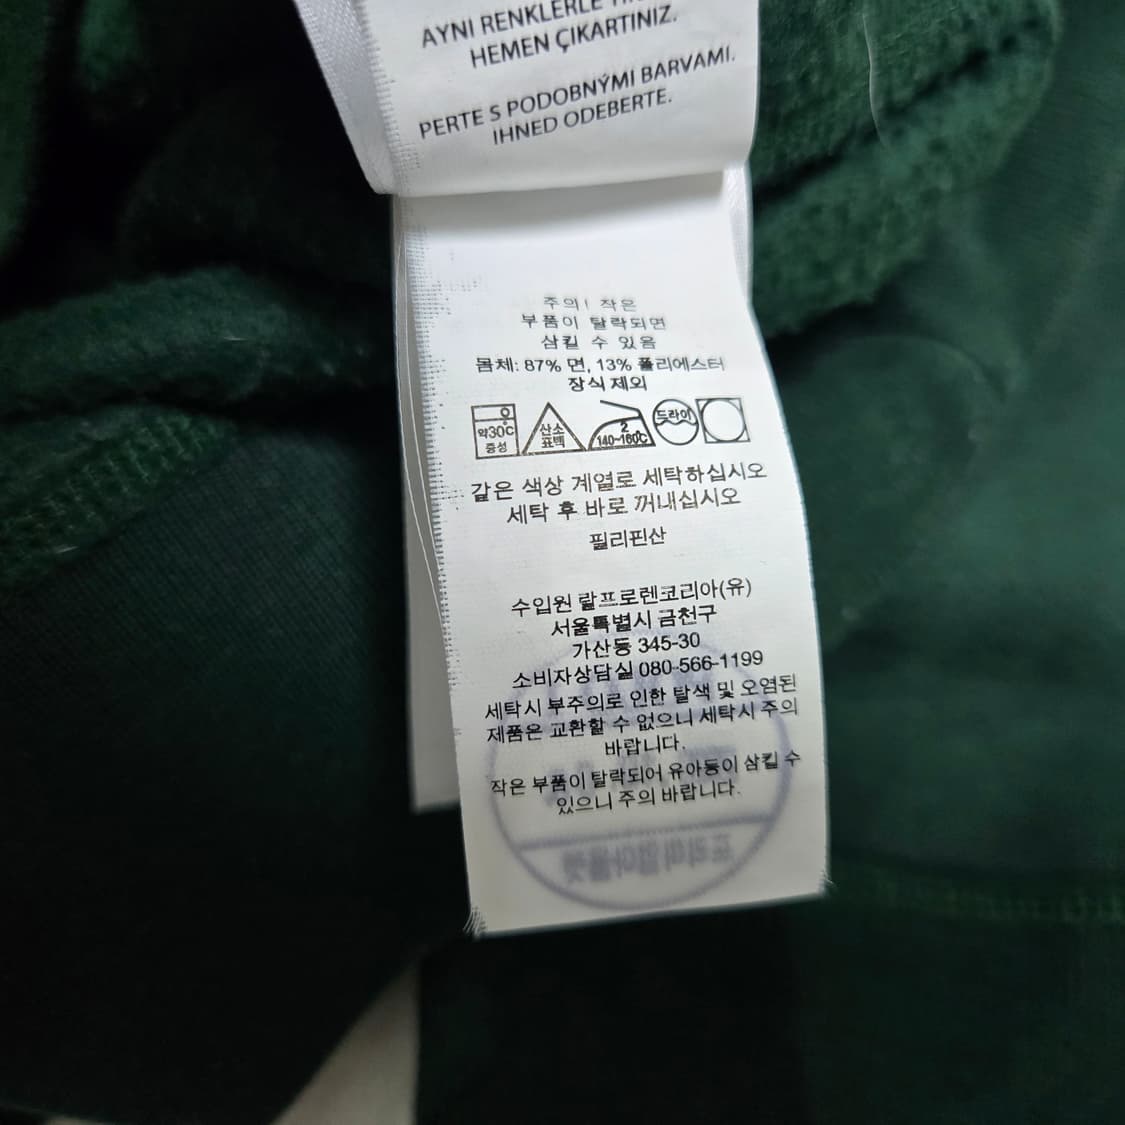 AYNI RENKLERLE
HEMEN ÇIKARTINIZ.
PERTE S PODOBNÝMI BARVAMI.
IHNED ODEBERTE.
주의! 작은
부품이 탈락되면
삼킬 수 있음
몸체: 87% 면, 13% 폴리에스터
장식 제외
약30℃ 중성
산소 표백
2 140~160℃
드라이
같은 색상 계열로 세탁하십시오
세탁 후 바로 꺼내십시오
필리핀산
수입원 랄프로렌코리아(유)
서울특별시 금천구
가산동 345-30
소비자상담실 080-566-1199
세탁시 부주의로 인한 탈색 및 오염된
제품은 교환할 수 없으니 세탁시 주의
바랍니다.
작은 부품이 탈락되어 유아동이 삼킬 수
있으니 주의 바랍니다.